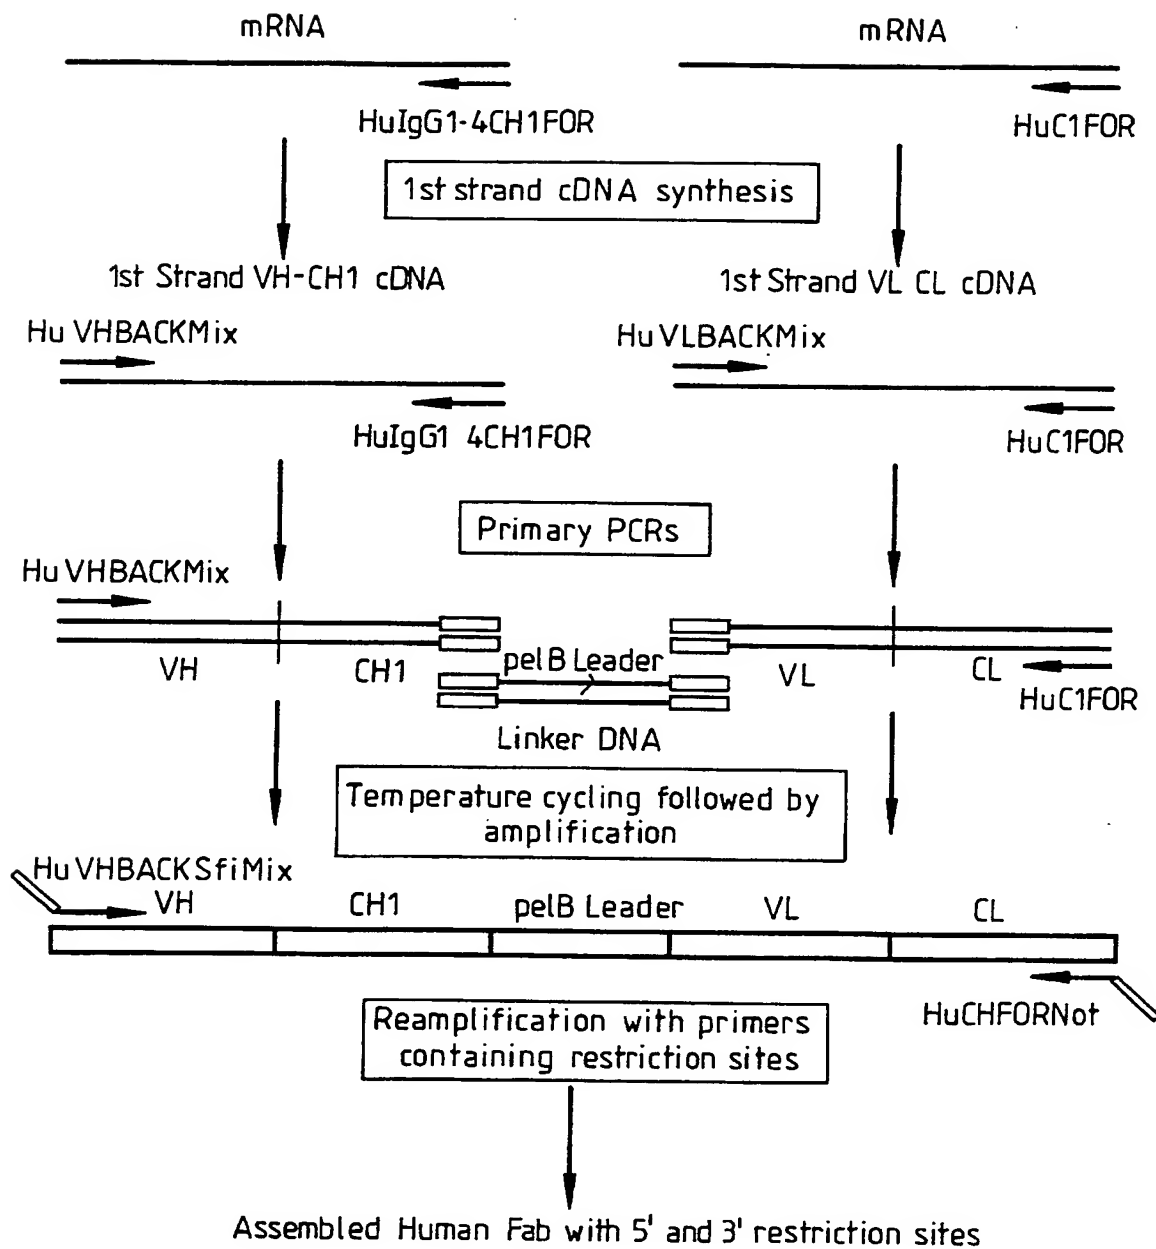 mRNA
mRNA
HuIgG1-4CH1FOR
HuC1FOR
1st strand cDNA synthesis
1st Strand VH-CH1 cDNA
1st Strand VL CL cDNA
Hu VHBACKMix
Hu VLBACKMix
HuIgG1 4CH1FOR
HuC1FOR
Primary PCRs
Hu VHBACKMix
VH
CH1
pelB Leader
VL
CL
HuC1FOR
Linker DNA
Temperature cycling followed by
amplification
Hu VHBACKSfiMix
VH
CH1
pelB Leader
VL
CL
HuCHFORNot
Reamplification with primers
containing restriction sites
Assembled Human Fab with 5' and 3' restriction sites